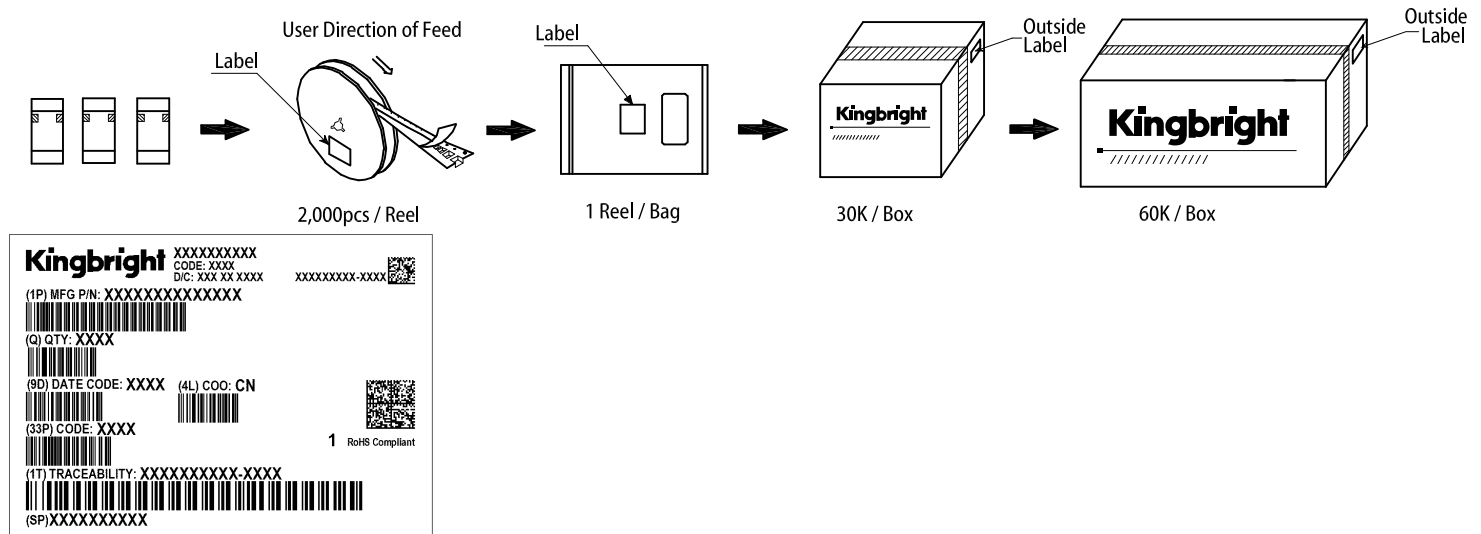 User Direction of Feed
Label
Label
Outside
Label
Outside
Label
Kingbright
Kingbright
2,000pcs / Reel
1 Reel / Bag
30K / Box
60K / Box
Kingbright
XXXXXXXXXX
CODE: XXXX
D/C: XXX XX XXXX
XXXXXXXXX-XXXX
(1P) MFG P/N: XXXXXXXXXXXXXX
(Q) QTY: XXXX
(9D) DATE CODE: XXXX (4L) COO: CN
(33P) CODE: XXXX
1 RoHS Compliant
(1T) TRACEABILITY: XXXXXXXXXX-XXXX
(SP)XXXXXXXXXX